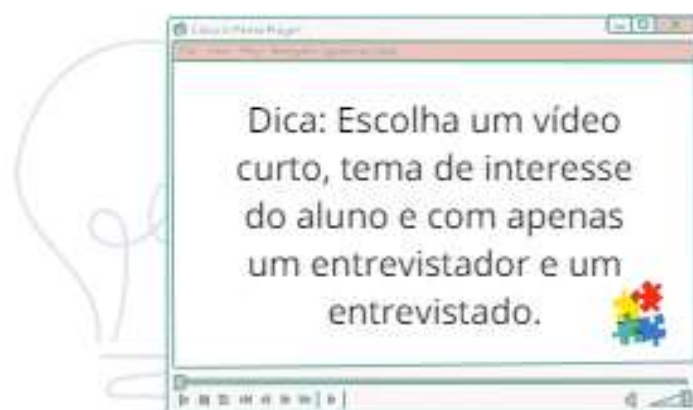 Dica: Escolha um vídeo
curto, tema de interesse
do aluno e com apenas
um entrevistador e um
entrevistado.